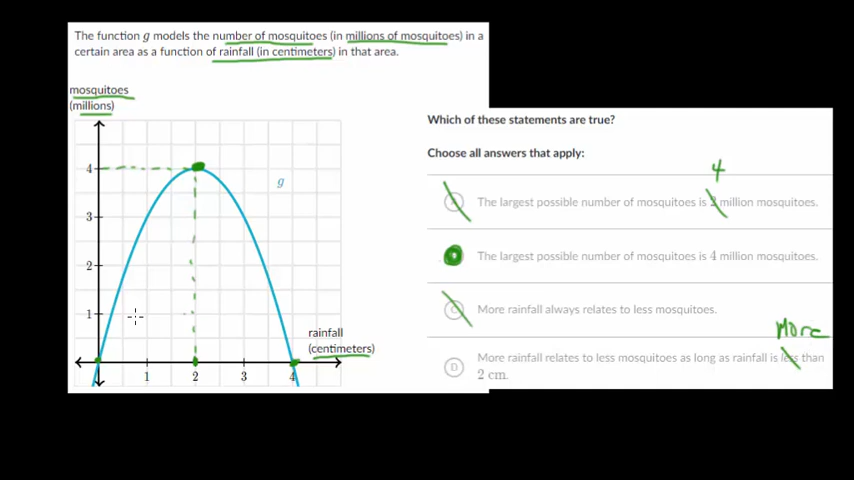 The function g models the number of mosquitoes (in millions of mosquitoes) in a
certain area as a function of rainfall (in centimeters) in that area.
mosquitoes
(millions)
4
3
2
1
g
rainfall
(centimeters)
1 2 3 4
Which of these statements are true?
Choose all answers that apply:
4
The largest possible number of mosquitoes is 2 million mosquitoes.
The largest possible number of mosquitoes is 4 million mosquitoes.
C More rainfall always relates to less mosquitoes.
More
D More rainfall relates to less mosquitoes as long as rainfall is less than
2 cm.